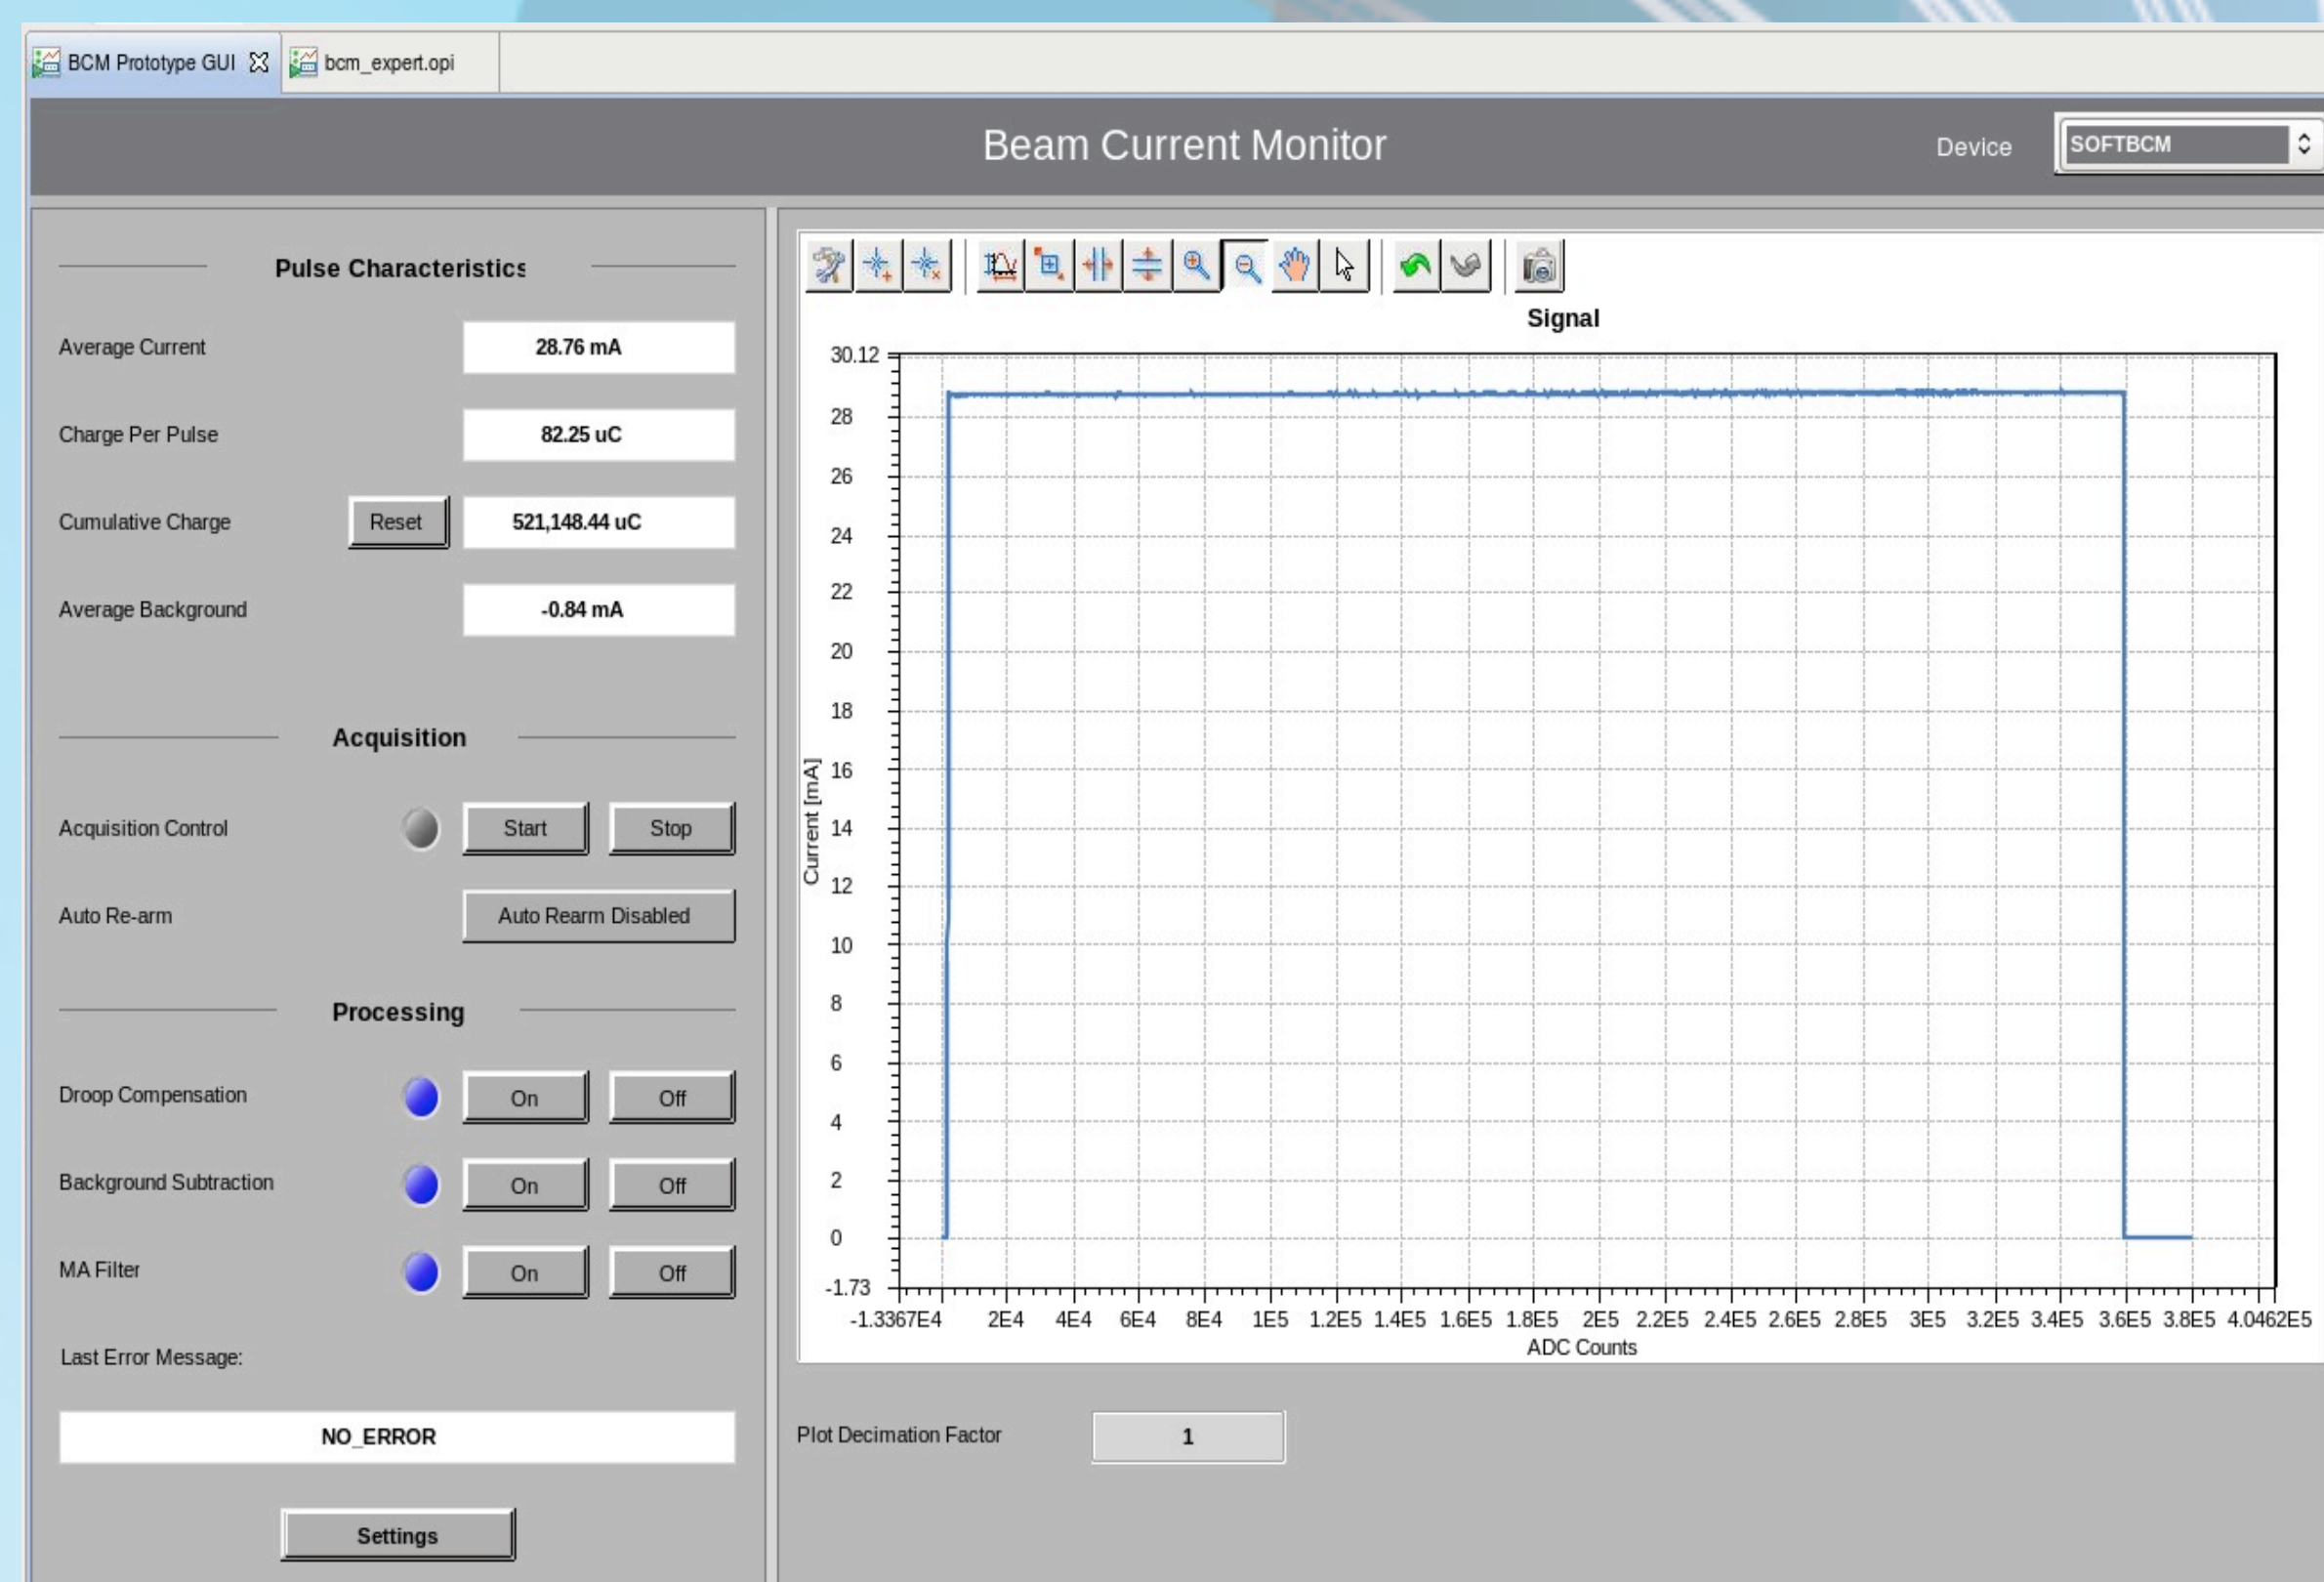 BCM Prototype GUI
bcm_expert.opi
Beam Current Monitor
Device
SOFTBCM
Pulse Characteristics
Average Current
28.76 mA
Charge Per Pulse
82.25 uC
Cumulative Charge
Reset
521,148.44 uC
Average Background
-0.84 mA
Acquisition
Acquisition Control
Start
Stop
Auto Re-arm
Auto Rearm Disabled
Processing
Droop Compensation
On
Off
Background Subtraction
On
Off
MA Filter
On
Off
Last Error Message:
NO_ERROR
Settings
Signal
30.12
28
26
24
22
20
18
16
14
12
10
8
6
4
2
0
-1.73
Current [mA]
-1.3367E4 2E4 4E4 6E4 8E4 1E5 1.2E5 1.4E5 1.6E5 1.8E5 2E5 2.2E5 2.4E5 2.6E5 2.8E5 3E5 3.2E5 3.4E5 3.6E5 3.8E5 4.0462E5
ADC Counts
Plot Decimation Factor
1